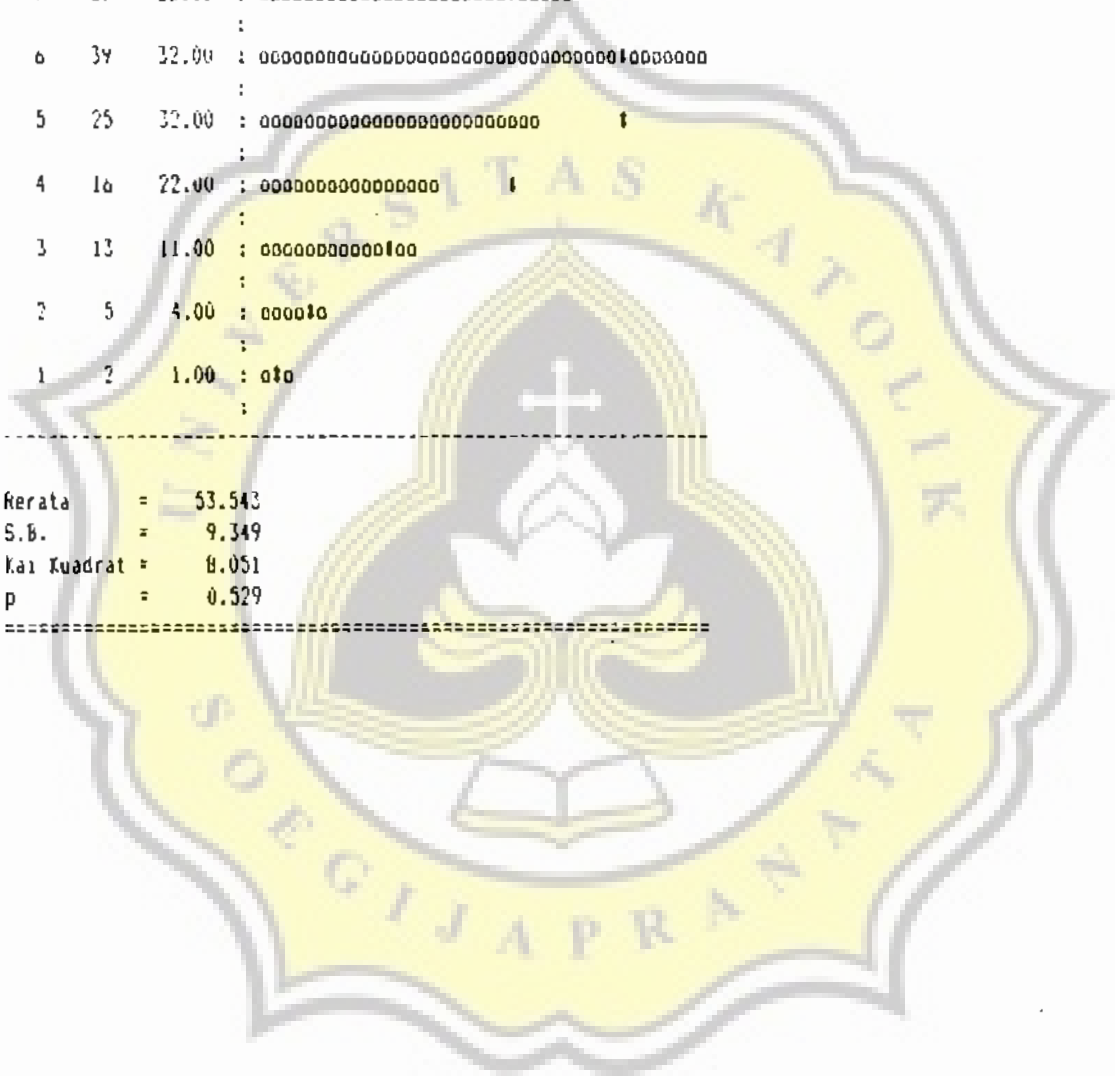 :
6 39 32.00 : ooooooooooooooooooooooooooooooooo*ooooooo
:
5 25 32.00 : ooooooooooooooooooooooooo *
:
4 16 22.00 : oooooooooooooooo *
:
3 13 11.00 : ooooooooooo*oo
:
2 5 4.00 : oooo*o
:
1 2 1.00 : o*o
:
Rerata = 53.543
S.B. = 9.349
Kai Kuadrat = 8.051
p = 0.529
UNIVERSITAS KATOLIK
SOEGIJAPRANATA